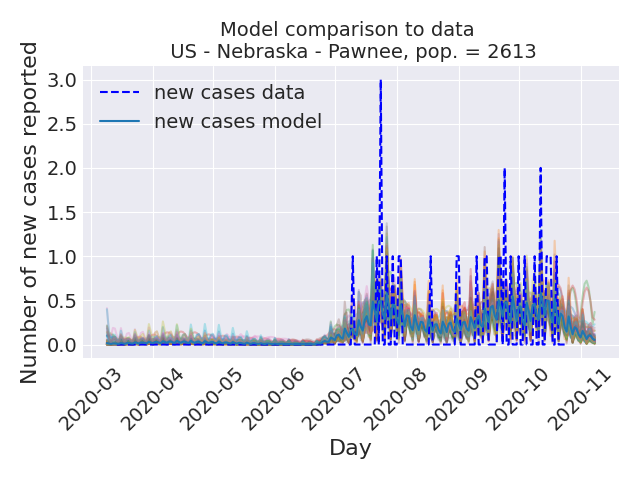 Model comparison to data
US - Nebraska - Pawnee, pop. = 2613
Number of new cases reported
3.0
2.5
2.0
1.5
1.0
0.5
0.0
new cases data
new cases model
2020-03
2020-04
2020-05
2020-06
2020-07
2020-08
2020-09
2020-10
2020-11
Day